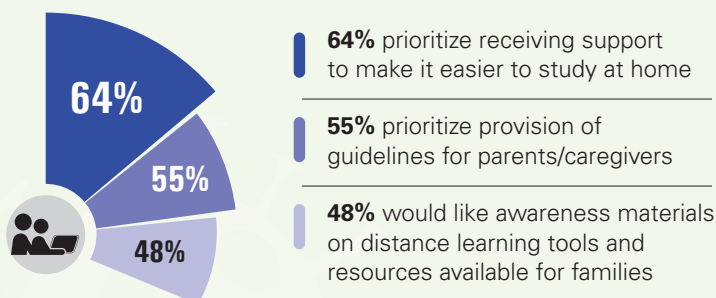 64%
55%
48%
64% prioritize receiving support
to make it easier to study at home
55% prioritize provision of
guidelines for parents/caregivers
48% would like awareness materials
on distance learning tools and
resources available for families